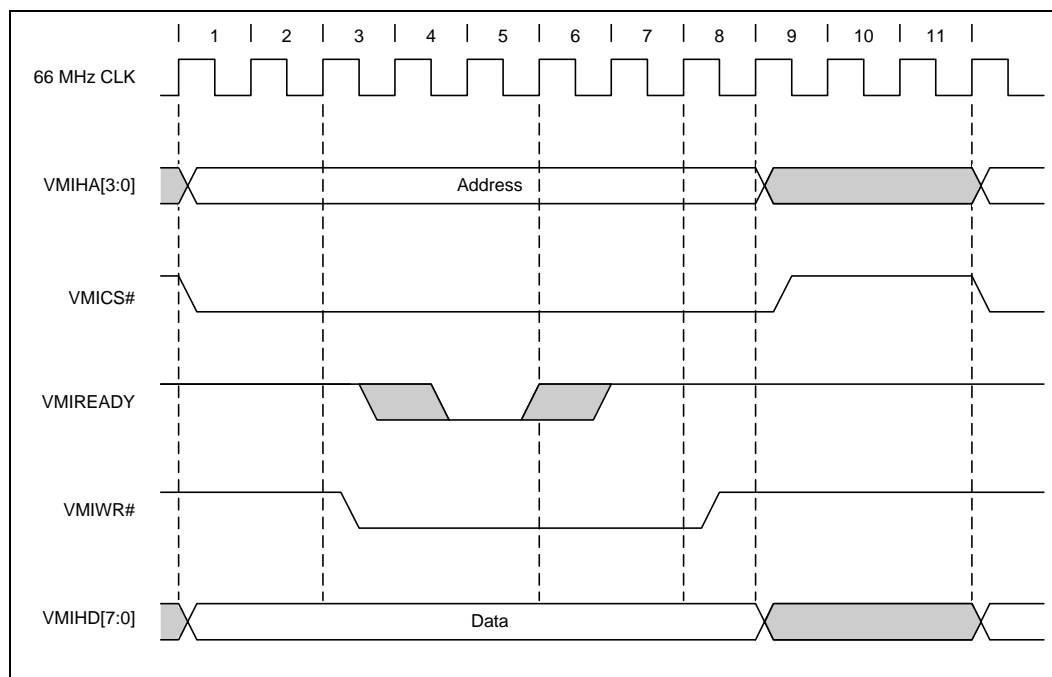 1 2 3 4 5 6 7 8 9 10 11
66 MHz CLK
VMIHA[3:0]
Address
VMICS#
VMIREADY
VMIWR#
VMIHD[7:0]
Data